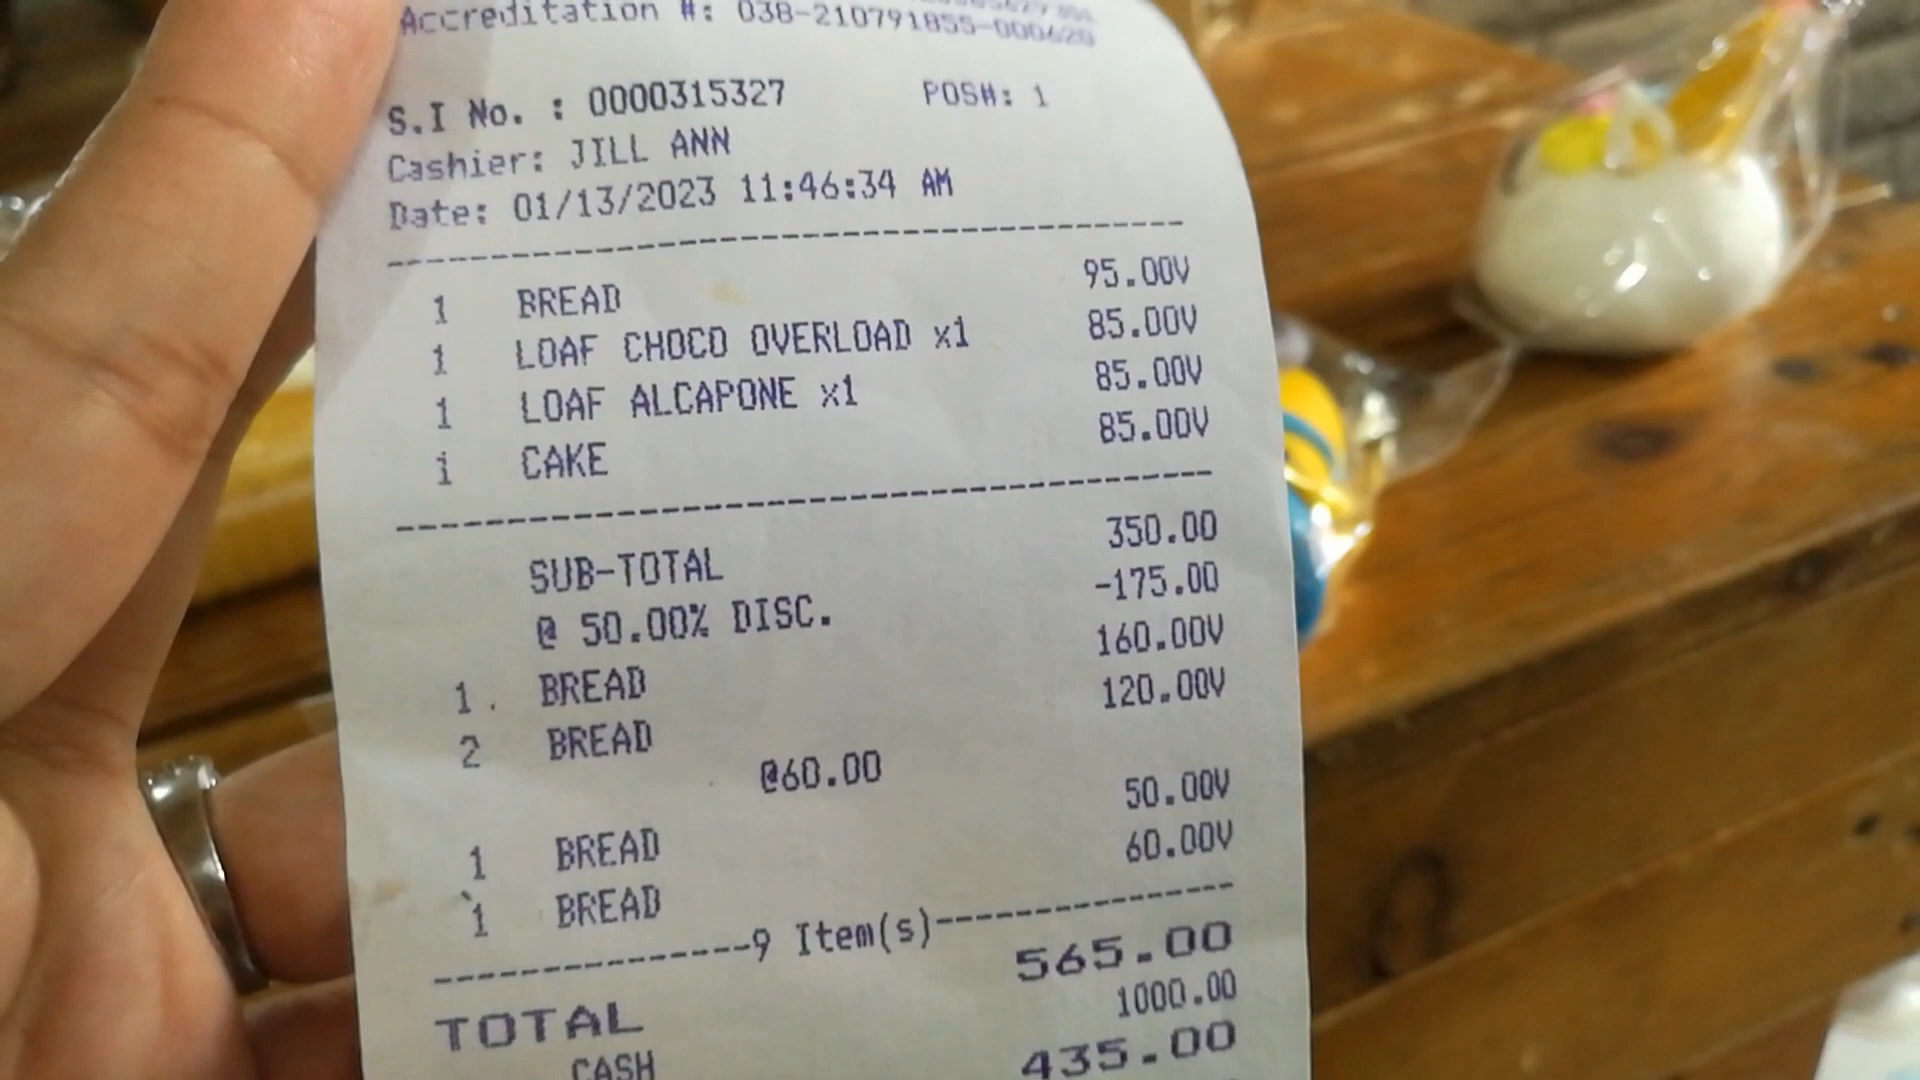 Accreditation #: 038-210791855-000620
S.I No. : 0000315327 POS#: 1
Cashier: JILL ANN
Date: 01/13/2023 11:46:34 AM
1 BREAD 95.00V
1 LOAF CHOCO OVERLOAD x1 85.00V
1 LOAF ALCAPONE x1 85.00V
1 CAKE 85.00V
SUB-TOTAL 350.00
@ 50.00% DISC. -175.00
1 BREAD 160.00V
2 BREAD 120.00V
@60.00
1 BREAD 50.00V
1 BREAD 60.00V
9 Item(s)
TOTAL 565.00
CASH 1000.00
435.00